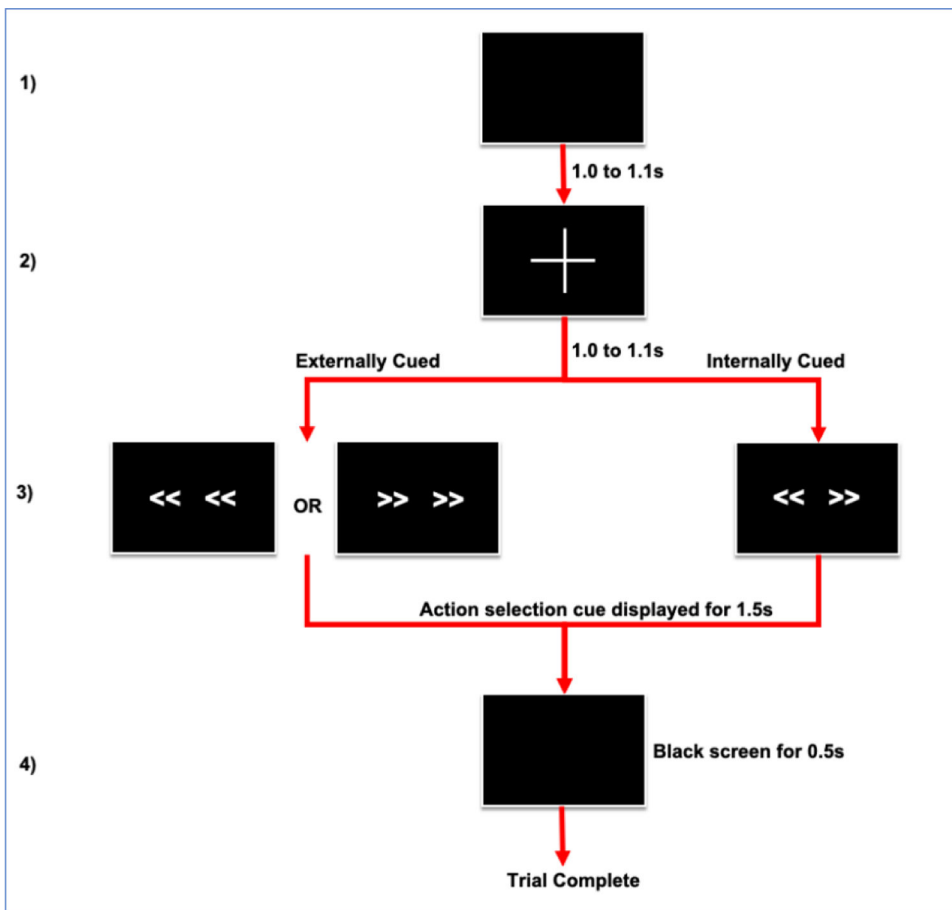 1)
1.0 to 1.1s
2)
1.0 to 1.1s
Externally Cued
Internally Cued
3)
<< <<
OR
>> >>
<< >>
Action selection cue displayed for 1.5s
4)
Black screen for 0.5s
Trial Complete